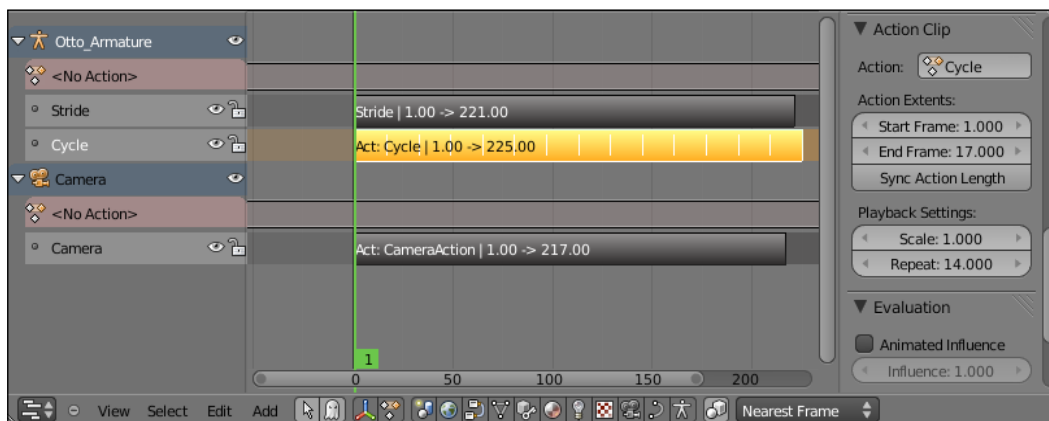 Otto_Armature
<No Action>
Stride
Stride | 1.00 -> 221.00
Cycle
Act: Cycle | 1.00 -> 225.00
Camera
<No Action>
Camera
Act: CameraAction | 1.00 -> 217.00
1
0 50 100 150 200
View Select Edit Add Nearest Frame
Action Clip
Action: Cycle
Action Extents:
Start Frame: 1.000
End Frame: 17.000
Sync Action Length
Playback Settings:
Scale: 1.000
Repeat: 14.000
Evaluation
Animated Influence
Influence: 1.000